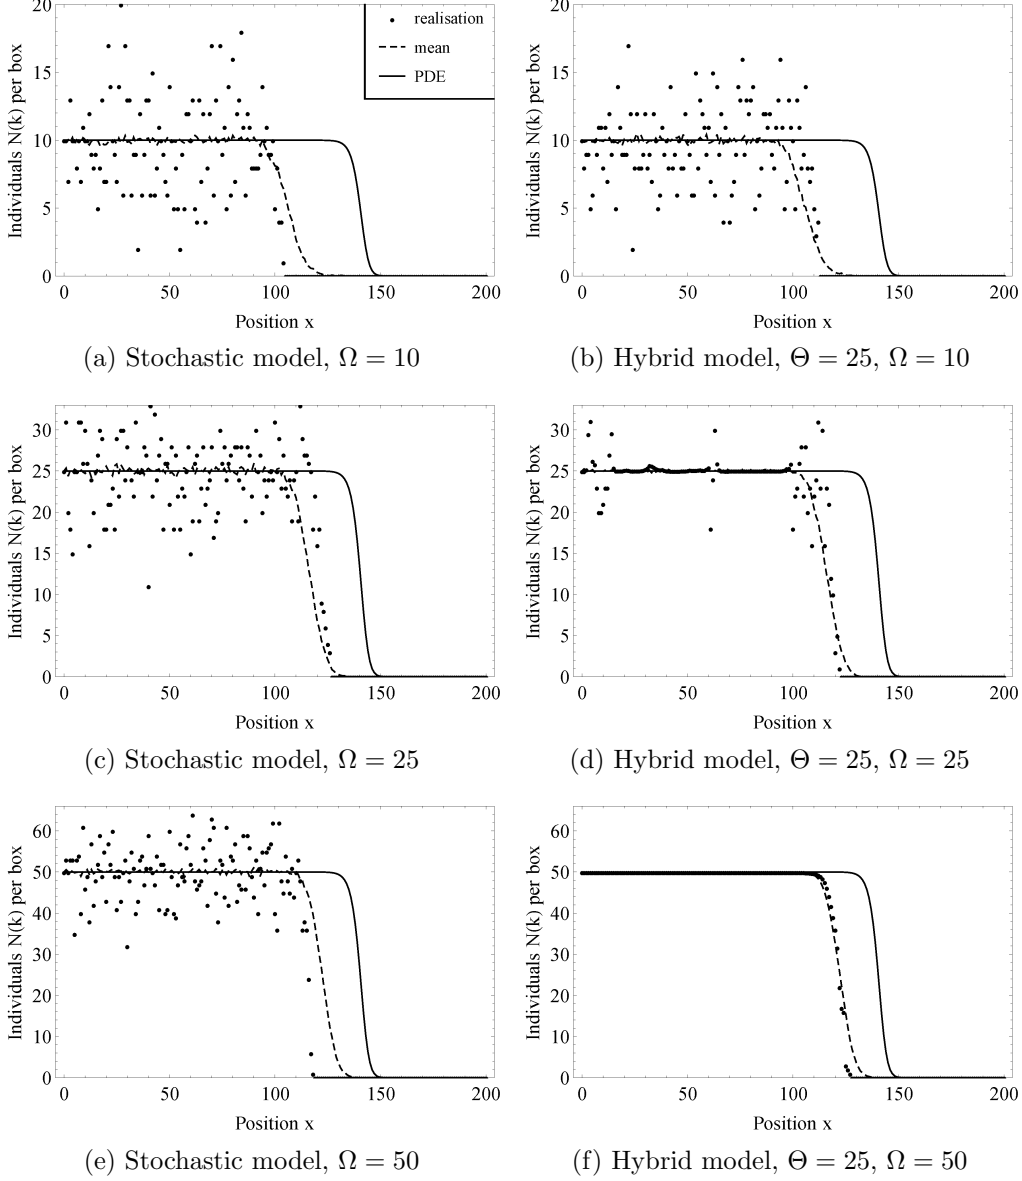 Individuals N(k) per box
20
15
10
5
0
0 50 100 150 200
Position x
realisation
mean
PDE
(a) Stochastic model, Ω = 10
Individuals N(k) per box
20
15
10
5
0
0 50 100 150 200
Position x
(b) Hybrid model, Θ = 25, Ω = 10
Individuals N(k) per box
30
25
20
15
10
5
0
0 50 100 150 200
Position x
(c) Stochastic model, Ω = 25
Individuals N(k) per box
30
25
20
15
10
5
0
0 50 100 150 200
Position x
(d) Hybrid model, Θ = 25, Ω = 25
Individuals N(k) per box
60
50
40
30
20
10
0
0 50 100 150 200
Position x
(e) Stochastic model, Ω = 50
Individuals N(k) per box
60
50
40
30
20
10
0
0 50 100 150 200
Position x
(f) Hybrid model, Θ = 25, Ω = 50